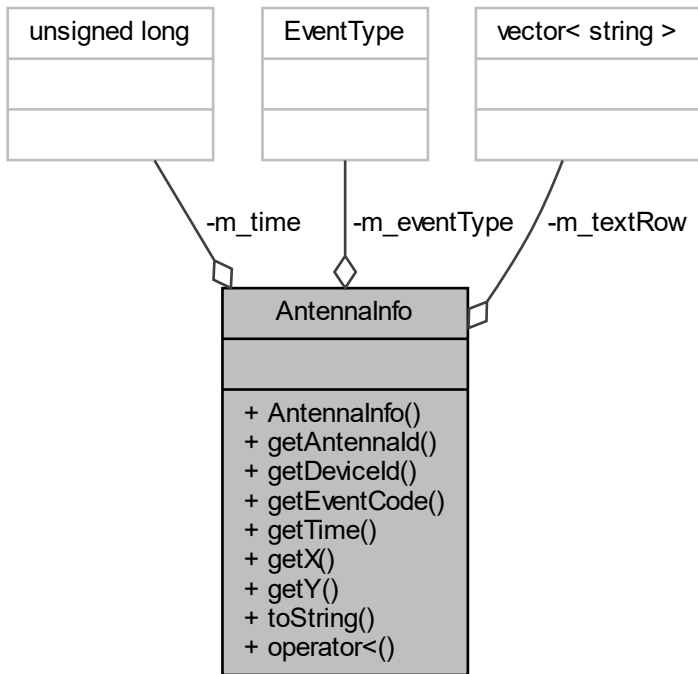 unsigned long
EventType
vector< string >
-m_time
-m_eventType
-m_textRow
AntennaInfo
+ AntennaInfo()
+ getAntennaId()
+ getDeviceId()
+ getEventCode()
+ getTime()
+ getX()
+ getY()
+ toString()
+ operator<()